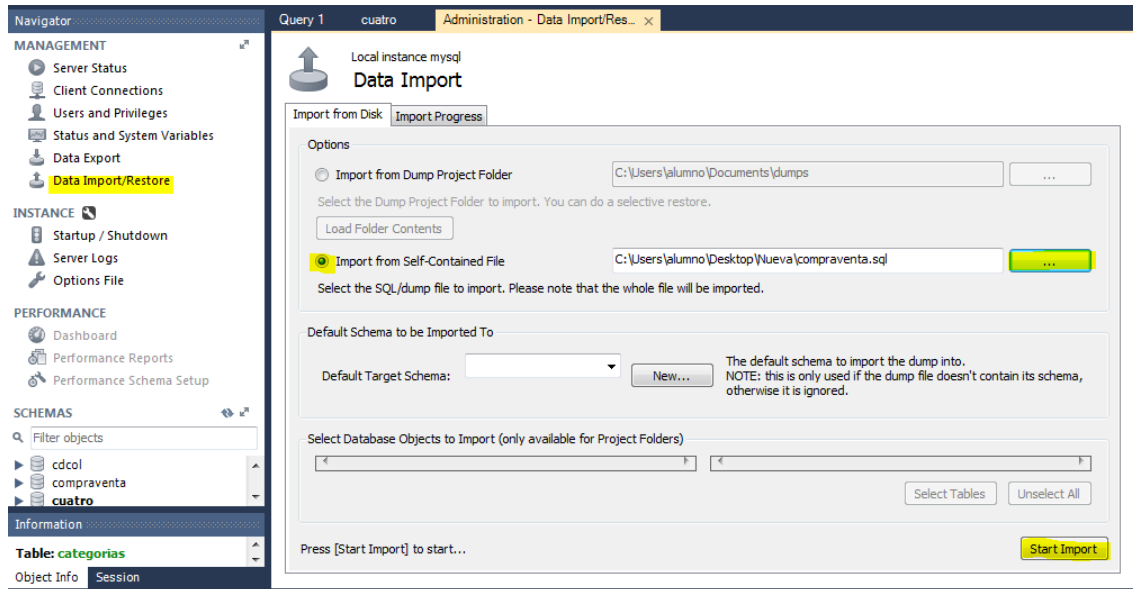 Navigator
MANAGEMENT
Server Status
Client Connections
Users and Privileges
Status and System Variables
Data Export
Data Import/Restore
INSTANCE
Startup / Shutdown
Server Logs
Options File
PERFORMANCE
Dashboard
Performance Reports
Performance Schema Setup
SCHEMAS
Filter objects
cdcol
compraventa
cuatro
Information
Table: categorias
Object Info Session
Query 1 cuatro Administration - Data Import/Res... ×
Local instance mysql
Data Import
Import from Disk Import Progress
Options
Import from Dump Project Folder C:\Users\alumno\Documents\dumps ...
Select the Dump Project Folder to import. You can do a selective restore.
Load Folder Contents
Import from Self-Contained File C:\Users\alumno\Desktop\Nueva\compraventa.sql ...
Select the SQL/dump file to import. Please note that the whole file will be imported.
Default Schema to be Imported To
Default Target Schema: New...
The default schema to import the dump into.
NOTE: this is only used if the dump file doesn't contain its schema,
otherwise it is ignored.
Select Database Objects to Import (only available for Project Folders)
Select Tables Unselect All
Press [Start Import] to start... Start Import